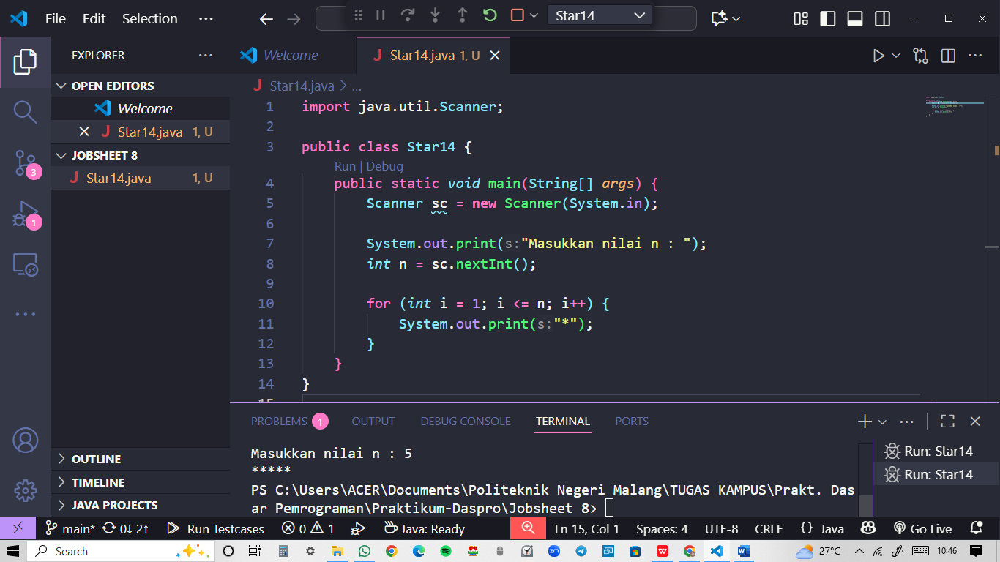 File Edit Selection ···
Star14
EXPLORER ···
OPEN EDITORS
Welcome
Star14.java 1, U
JOBSHEET 8
Star14.java 1, U
OUTLINE
TIMELINE
JAVA PROJECTS
3
1
Welcome
Star14.java 1, U
Star14.java > ...
1 import java.util.Scanner;
2
3 public class Star14 {
Run | Debug
4 public static void main(String[] args) {
5 Scanner sc = new Scanner(System.in);
6
7 System.out.print(s:"Masukkan nilai n : ");
8 int n = sc.nextInt();
9
10 for (int i = 1; i <= n; i++) {
11 System.out.print(s:"*");
12 }
13 }
14 }
15
PROBLEMS 1 OUTPUT DEBUG CONSOLE TERMINAL PORTS
Masukkan nilai n : 5
*****
PS C:\Users\ACER\Documents\Politeknik Negeri Malang\TUGAS KAMPUS\Prakt. Das
ar Pemrograman\Praktikum-Daspro\Jobsheet 8>
Run: Star14
Run: Star14
main* 0↓ 2↑ Run Testcases 0 1 Java: Ready Ln 15, Col 1 Spaces: 4 UTF-8 CRLF {} Java Go Live
Search
zm
27°C
10:46